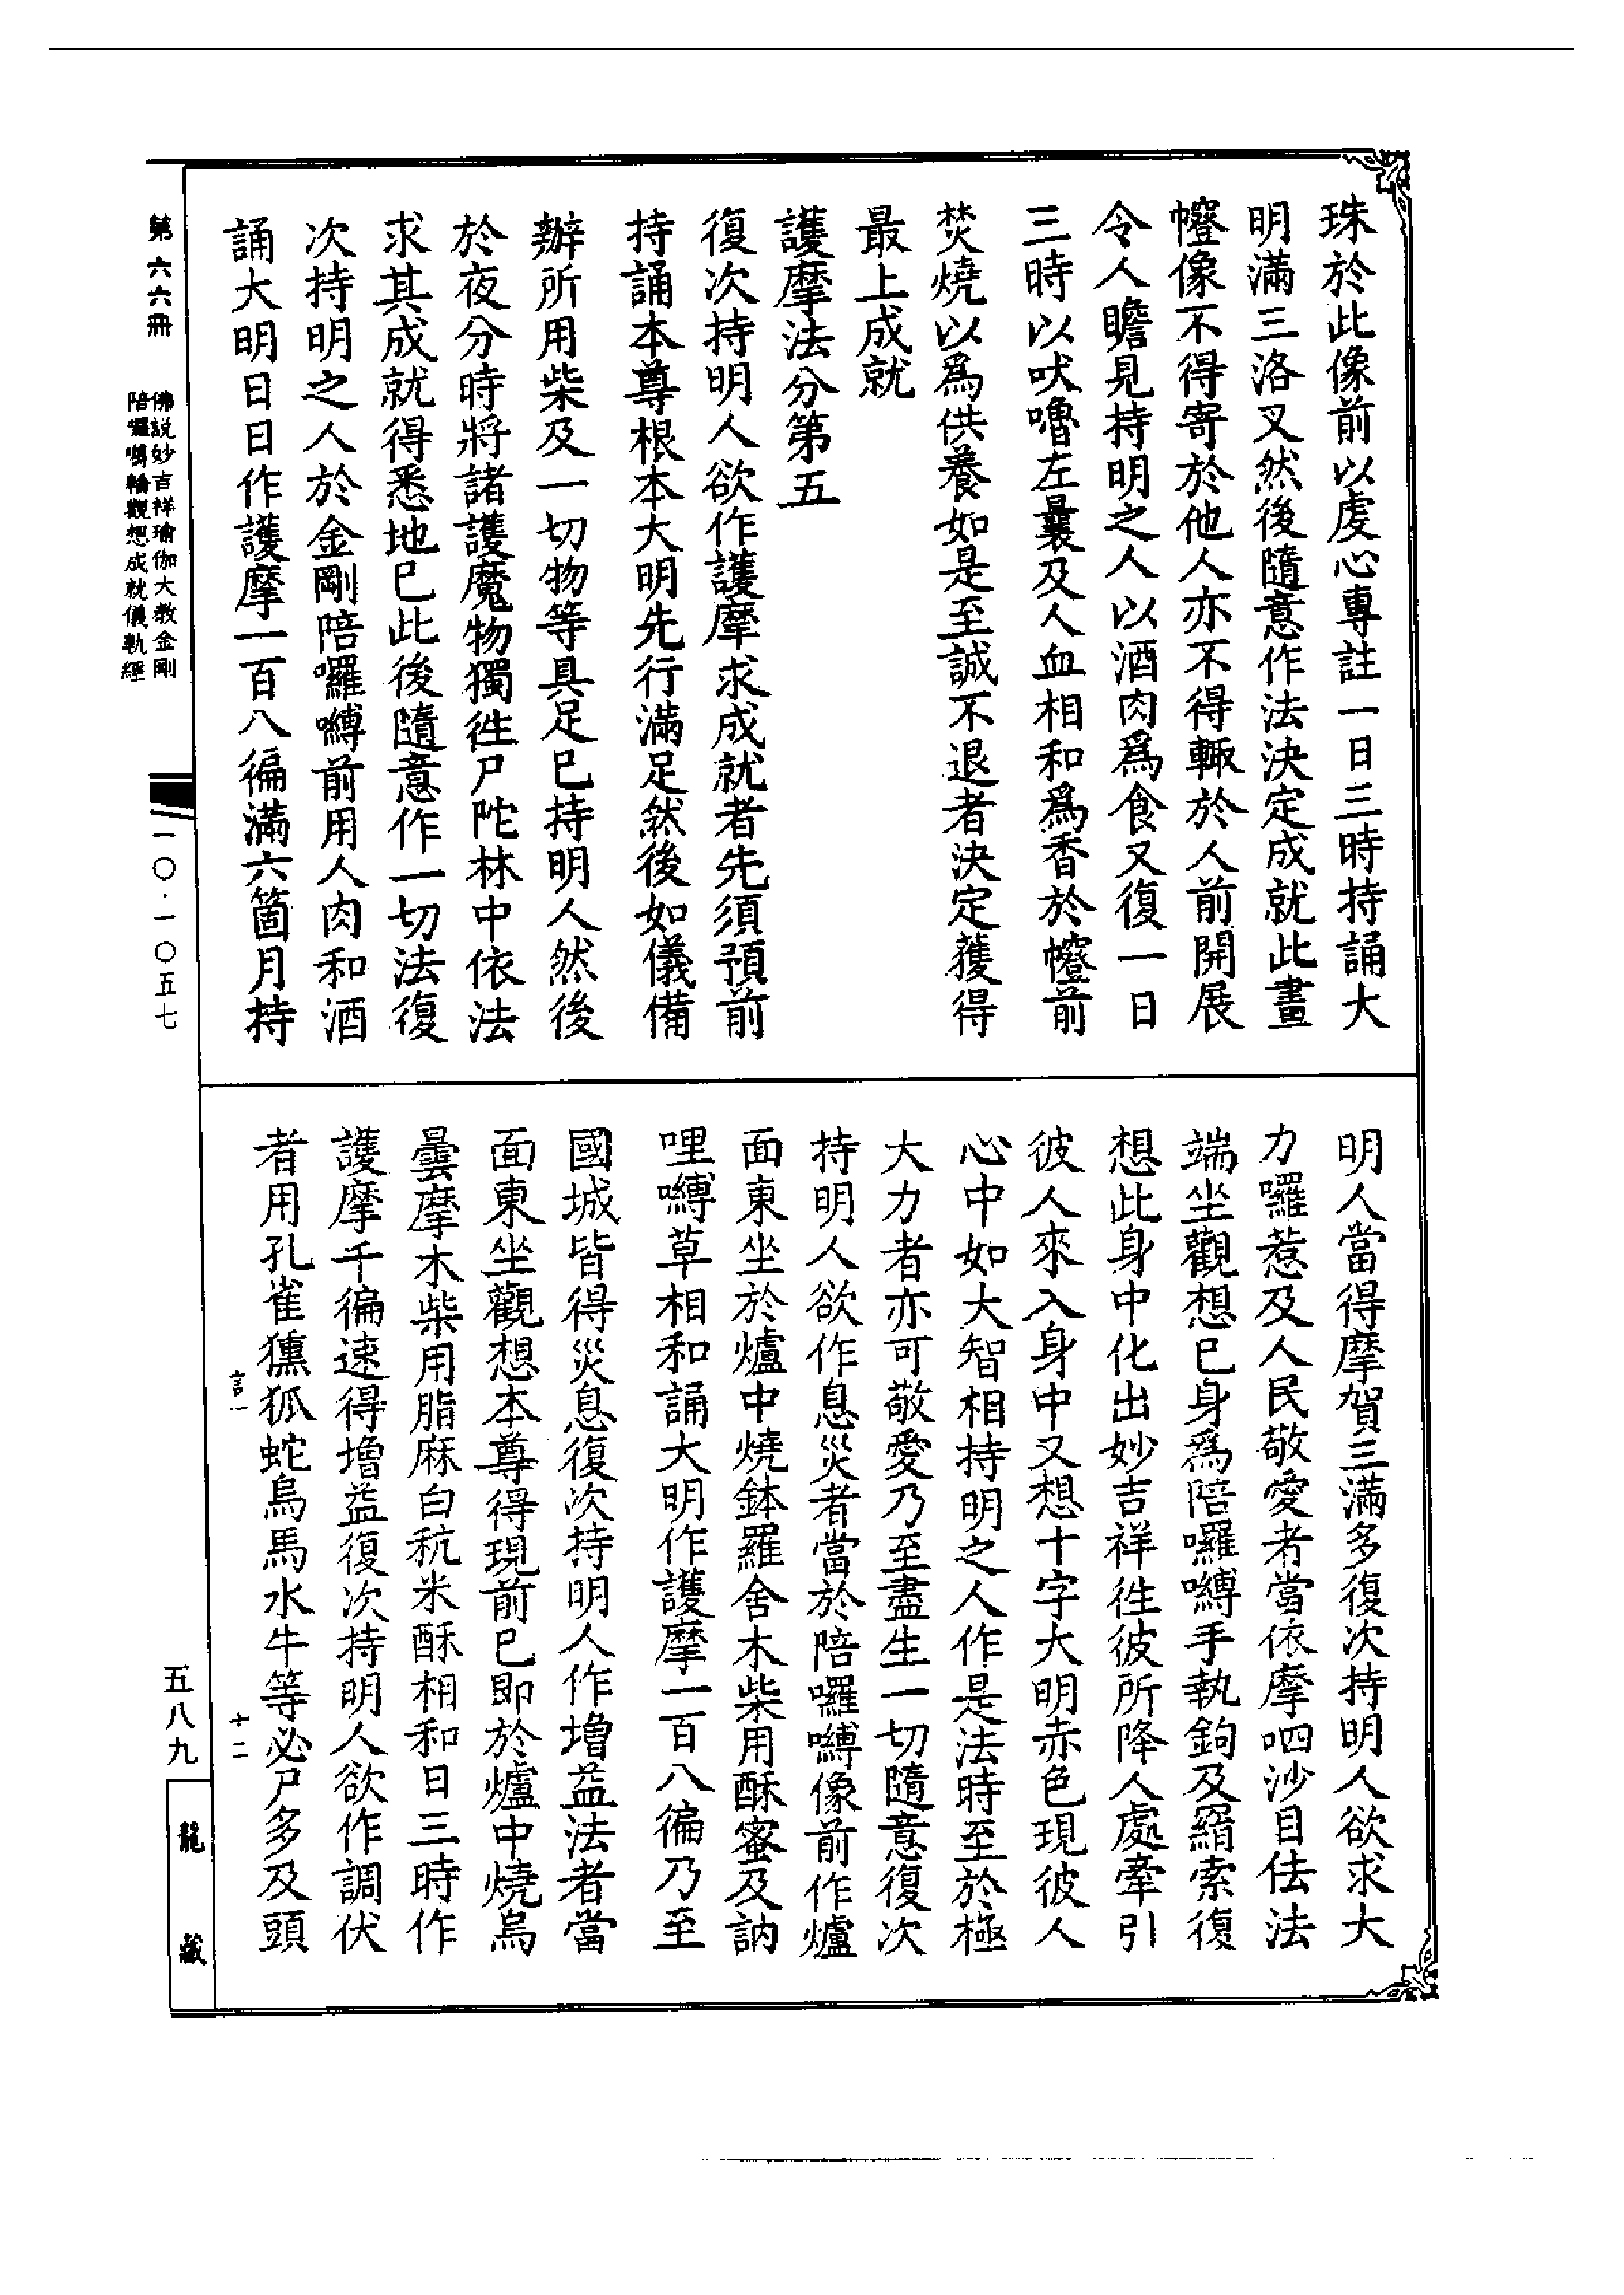 珠於此像前以虔心專註一日三時持誦大
明滿三洛叉然後隨意作法決定成就此畫
㡧像不得寄於他人亦不得輙於人前開展
令人瞻見持明之人以酒肉爲食又復一日
三時以吠嚕左曩及人血相和爲香於㡧前
焚燒以爲供養如是至誠不退者決定獲得
最上成就
護摩法分第五
復次持明人欲作護摩求成就者先須預前
持誦本尊根本大明先行滿足然後如儀備
辦所用柴及一切物等具足已持明人然後
於夜分時將諸護魔物獨徃尸陀林中依法
求其成就得悉地已此後隨意作一切法復
次持明之人於金剛陪囉嚩前用人肉和酒
誦大明日日作護摩一百八徧滿六箇月持
明人當得摩賀三滿多復次持明人欲求大
力囉惹及人民敬愛者當依摩呬沙目佉法
端坐觀想已身爲陪囉嚩手執鉤及羂索復
想此身中化出妙吉祥徃彼所降人處牽引
彼人來入身中又想十字大明赤色現彼人
心中如大智相持明之人作是法時至於極
大力者亦可敬愛乃至盡生一切隨意復次
持明人欲作息災者當於陪囉嚩像前作爐
面東坐於爐中燒鉢羅舍木柴用酥蜜及訥
哩嚩草相和誦大明作護摩一百八徧乃至
國城皆得災息復次持明人作增益法者當
面東坐觀想本尊得現前已即於爐中燒烏
曇摩木柴用脂麻白秔米酥相和日三時作
護摩千徧速得增益復次持明人欲作調伏
者用孔雀獯狐蛇烏馬水牛等必尸多及頭
言一
十二
第六六冊
佛說妙吉祥瑜伽大教金剛
陪囉嚩輪觀想成就儀軌經
一〇·一〇五七
五八九
龍藏